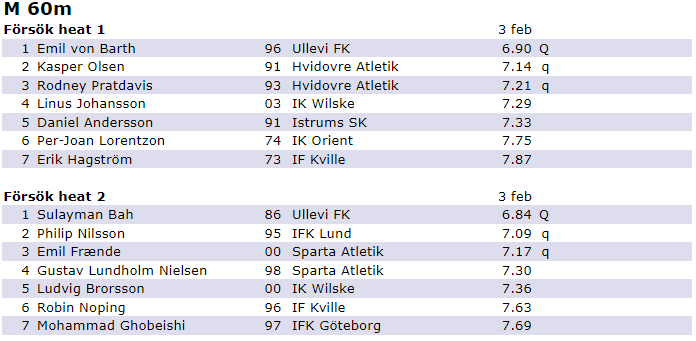 M 60m
Försök heat 1 3 feb
1 Emil von Barth 96 Ullevi FK 6.90 Q
2 Kasper Olsen 91 Hvidovre Atletik 7.14 q
3 Rodney Pratdavis 93 Hvidovre Atletik 7.21 q
4 Linus Johansson 03 IK Wilske 7.29
5 Daniel Andersson 91 Istrums SK 7.33
6 Per-Joan Lorentzon 74 IK Orient 7.75
7 Erik Hagström 73 IF Kville 7.87
Försök heat 2 3 feb
1 Sulayman Bah 86 Ullevi FK 6.84 Q
2 Philip Nilsson 95 IFK Lund 7.09 q
3 Emil Frænde 00 Sparta Atletik 7.17 q
4 Gustav Lundholm Nielsen 98 Sparta Atletik 7.30
5 Ludvig Brorsson 00 IK Wilske 7.36
6 Robin Noping 96 IF Kville 7.63
7 Mohammad Ghobeishi 97 IFK Göteborg 7.69